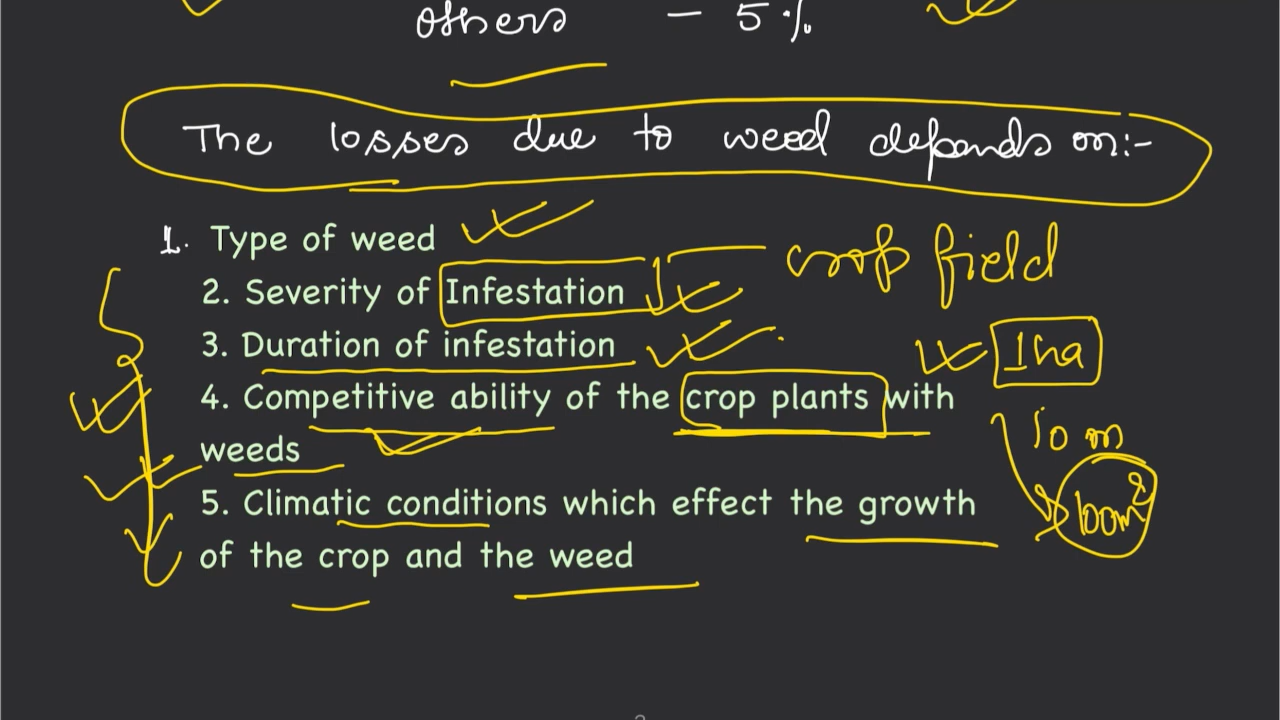 others - 5%
The losses due to weed depends on:-
1. Type of weed
crop field
2. Severity of Infestation
3. Duration of infestation
1ha
4. Competitive ability of the crop plants with
10 m
weeds
100m²
5. Climatic conditions which effect the growth
of the crop and the weed